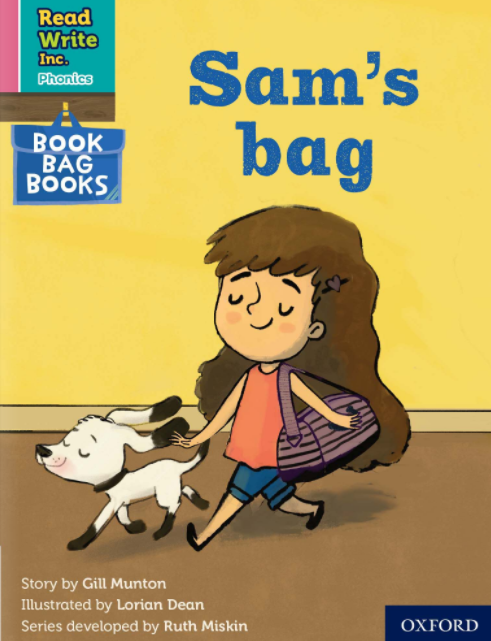 Read
Write
Inc.
Phonics
BOOK
BAG
BOOKS
Sam's
bag
Story by Gill Munton
Illustrated by Lorian Dean
Series developed by Ruth Miskin
OXFORD